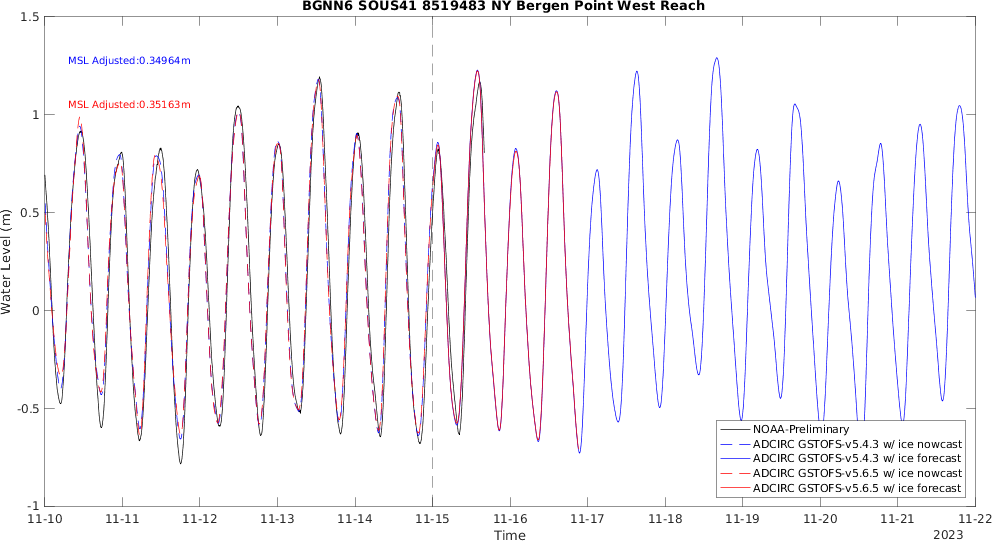 BGNN6 SOUS41 8519483 NY Bergen Point West Reach
1.5
1
0.5
0
-0.5
-1
Water Level (m)
MSL Adjusted:0.34964m
MSL Adjusted:0.35163m
NOAA-Preliminary
ADCIRC GSTOFS-v5.4.3 w/ ice nowcast
ADCIRC GSTOFS-v5.4.3 w/ ice forecast
ADCIRC GSTOFS-v5.6.5 w/ ice nowcast
ADCIRC GSTOFS-v5.6.5 w/ ice forecast
11-10 11-11 11-12 11-13 11-14 11-15 11-16 11-17 11-18 11-19 11-20 11-21 11-22
Time
2023